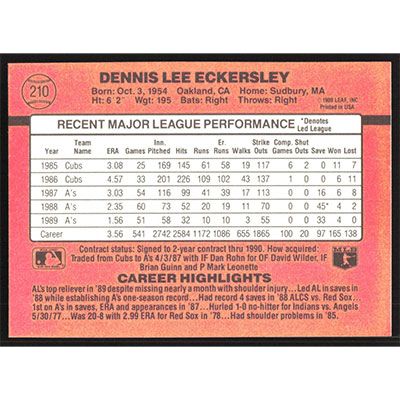 210
DENNIS LEE ECKERSLEY
Born: Oct. 3, 1954 Oakland, CA Home: Sudbury, MA
Ht: 6'2" Wgt: 195 Bats: Right Throws: Right
© 1989 LEAF, INC
Printed in USA
RECENT MAJOR LEAGUE PERFORMANCE *Denotes Led League
Year Team ERA Games Inn. Pitched Hits Runs Er. Runs Walks Strike Outs Comp. Games Shut Outs Save Won Lost
1985 Cubs 3.08 25 169 145 61 58 19 117 6 2 0 11 7
1986 Cubs 4.57 33 201 226 109 102 43 137 1 0 0 6 11
1987 A's 3.03 54 116 99 41 39 17 113 0 0 16 6 8
1988 A's 2.35 60 73 52 20 19 11 70 0 0 45* 4 2
1989 A's 1.56 51 58 32 10 10 3 55 0 0 33 4 0
Career 3.56 541 2742 2584 1172 1086 655 1865 100 20 97 165 138
Contract status: Signed to 2-year contract thru 1990. How acquired:
Traded from Cubs to A's 4/3/87 with IF Dan Rohn for OF David Wilder, IF
Brian Guinn and P Mark Leonette
CAREER HIGHLIGHTS
AL's top reliever in '89 despite missing nearly a month with shoulder injury...Led AL in saves in
'88 while establishing A's one-season record...Had record 4 saves in '88 ALCS vs. Red Sox...
1st on A's in saves, ERA and appearances in '87...Hurled 1-0 no-hitter for Indians vs. Angels
5/30/77...Was 20-8 with 2.99 ERA for Red Sox in '78...Had shoulder problems in '85.